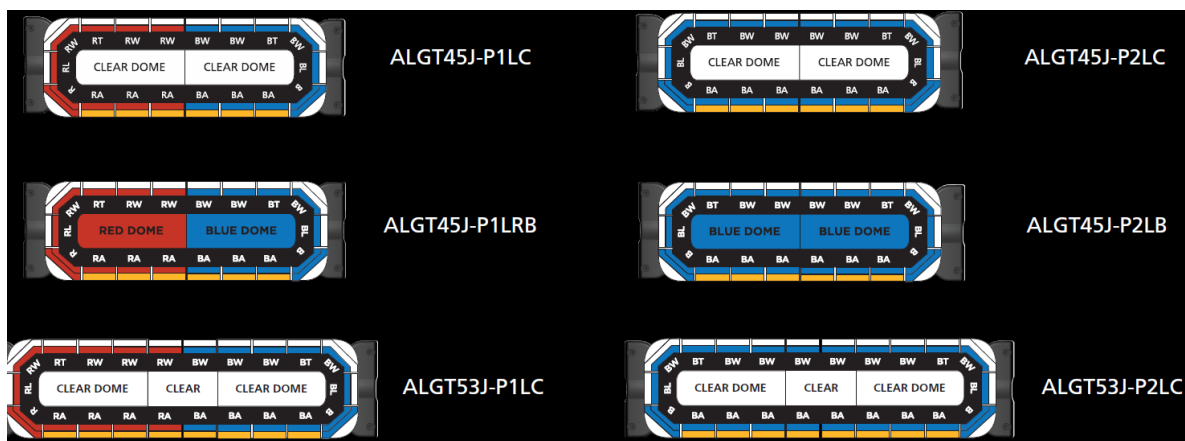 RW RT RW RW BW BW BT BW
RL CLEAR DOME CLEAR DOME BL
R RA RA RA BA BA BA B
ALGT45J-P1LC
BW BT BW BW BW BW BT BW
BL CLEAR DOME CLEAR DOME BL
B BA BA BA BA BA BA B
ALGT45J-P2LC
RW RT RW RW BW BW BT BW
RL RED DOME BLUE DOME BL
R RA RA RA BA BA BA B
ALGT45J-P1LRB
BW BT BW BW BW BW BT BW
BL BLUE DOME BLUE DOME BL
B BA BA BA BA BA BA B
ALGT45J-P2LB
RW RT RW RW RW BW BW BW BT BW
RL CLEAR DOME CLEAR CLEAR DOME BL
R RA RA RA RA BA BA BA BA B
ALGT53J-P1LC
BW BT BW BW BW BW BW BW BT BW
BL CLEAR DOME CLEAR CLEAR DOME BL
B BA BA BA BA BA BA BA BA B
ALGT53J-P2LC